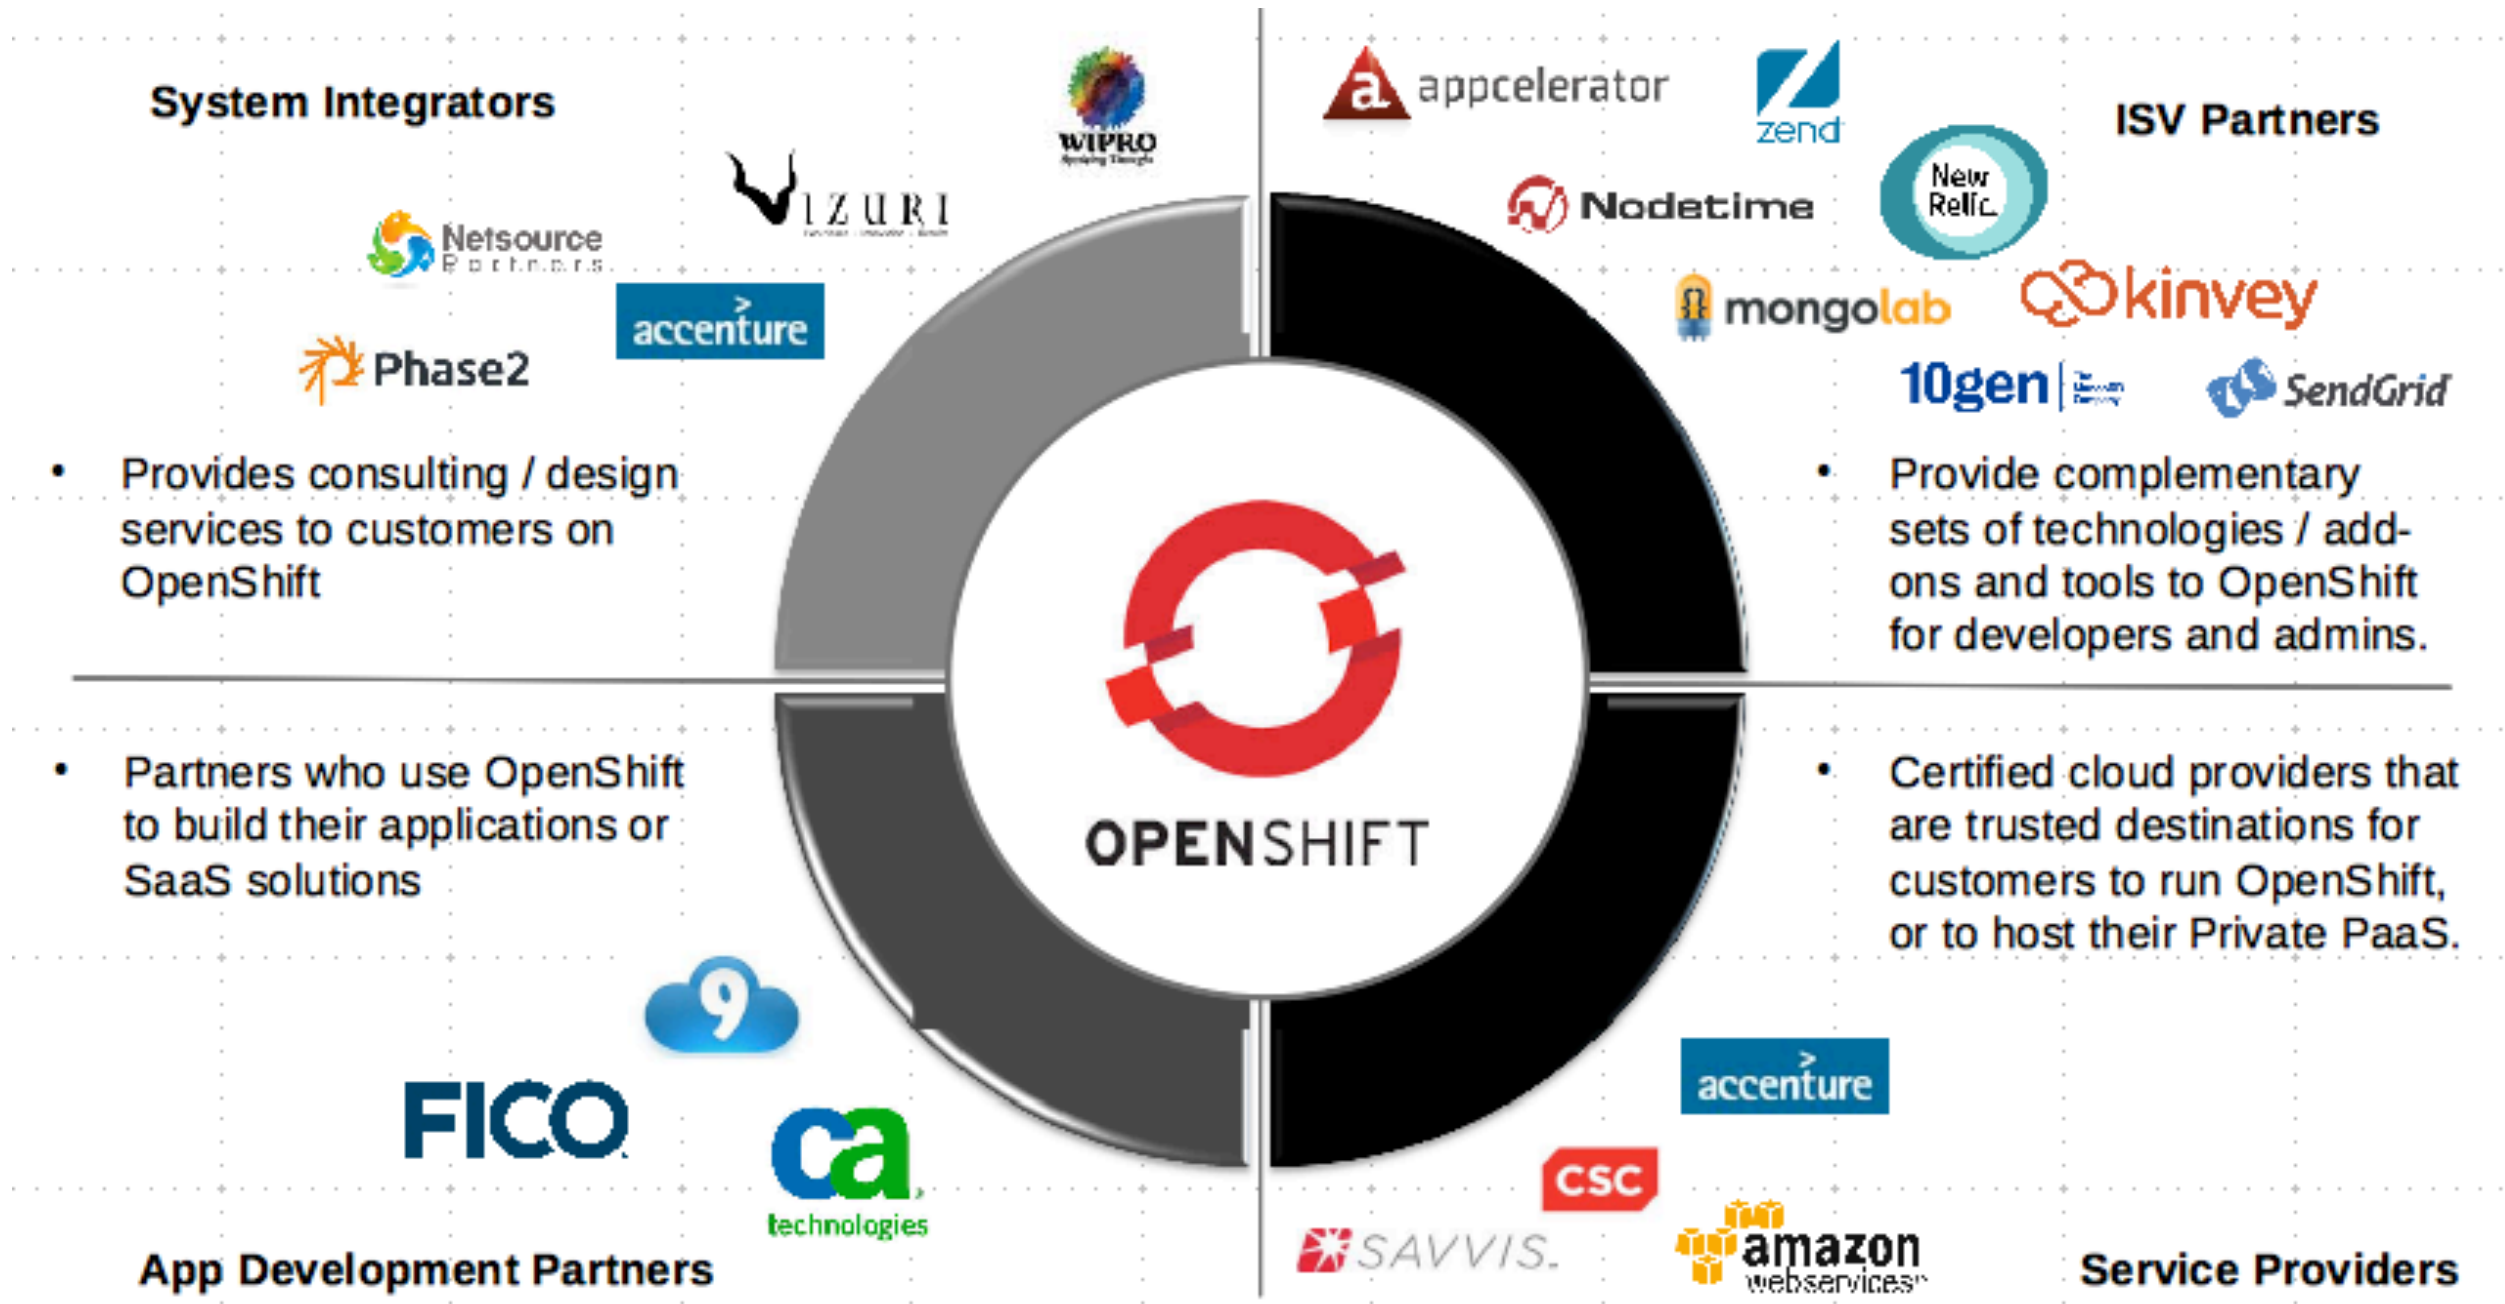 System Integrators
WIPRO
VIZURI
Netsource
Partners
accenture
Phase2
• Provides consulting / design
services to customers on
OpenShift
appcelerator
zend
ISV Partners
New
Relic.
Nodetime
mongolab
kinvey
10gen
SendGrid
• Provide complementary
sets of technologies / add-
ons and tools to OpenShift
for developers and admins.
OPENSHIFT
• Partners who use OpenShift
to build their applications or
SaaS solutions
9
FICO
ca
technologies
App Development Partners
• Certified cloud providers that
are trusted destinations for
customers to run OpenShift,
or to host their Private PaaS.
accenture
CSC
SAVVIS.
amazon
webservices
Service Providers